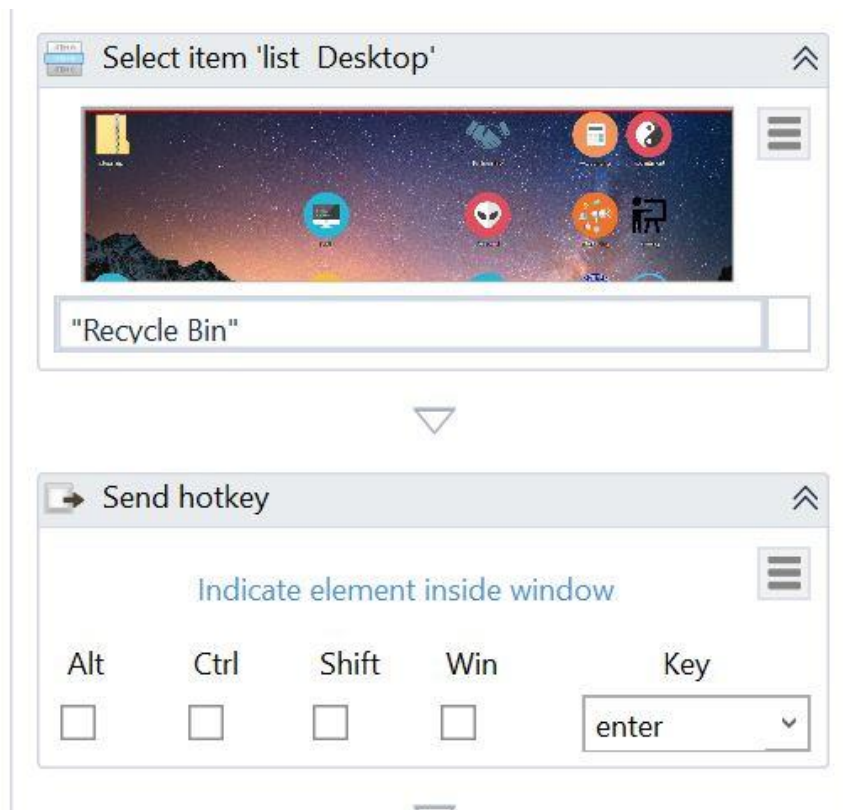 Select item 'list  Desktop'
"Recycle Bin"
Send hotkey
Indicate element inside window
Alt Ctrl Shift Win Key
enter